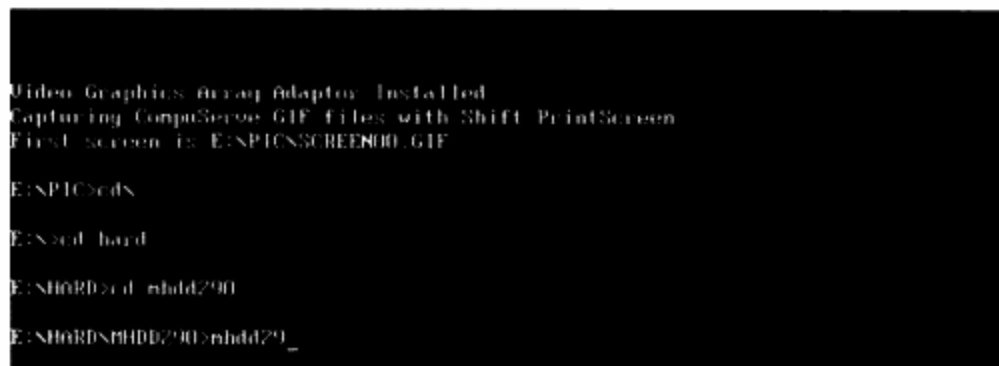 Video Graphics Array Adaptor Installed
Capturing CompuServe GIF files with Shift PrintScreen
First screen is E:\PIC\SCREEN00.GIF
E:\PIC>cd\
E:\>cd hard
E:\HARD>cd mhdd290
E:\HARD\MHDD290>mhdd29_